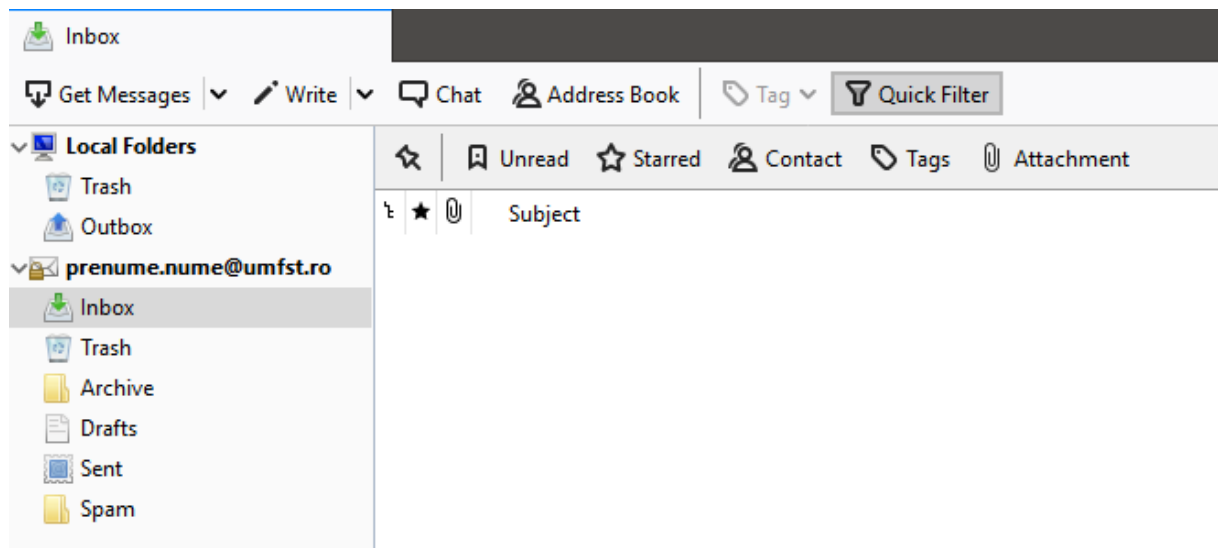 Inbox
Get Messages Write Chat Address Book Tag Quick Filter
Local Folders
Trash
Outbox
prenume.nume@umfst.ro
Inbox
Trash
Archive
Drafts
Sent
Spam
Unread Starred Contact Tags Attachment
Subject